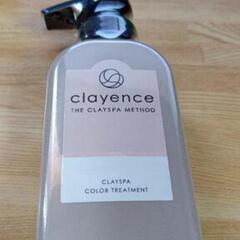 clayence
THE CLAYSPA METHOD
CLAYSPA
COLOR TREATMENT